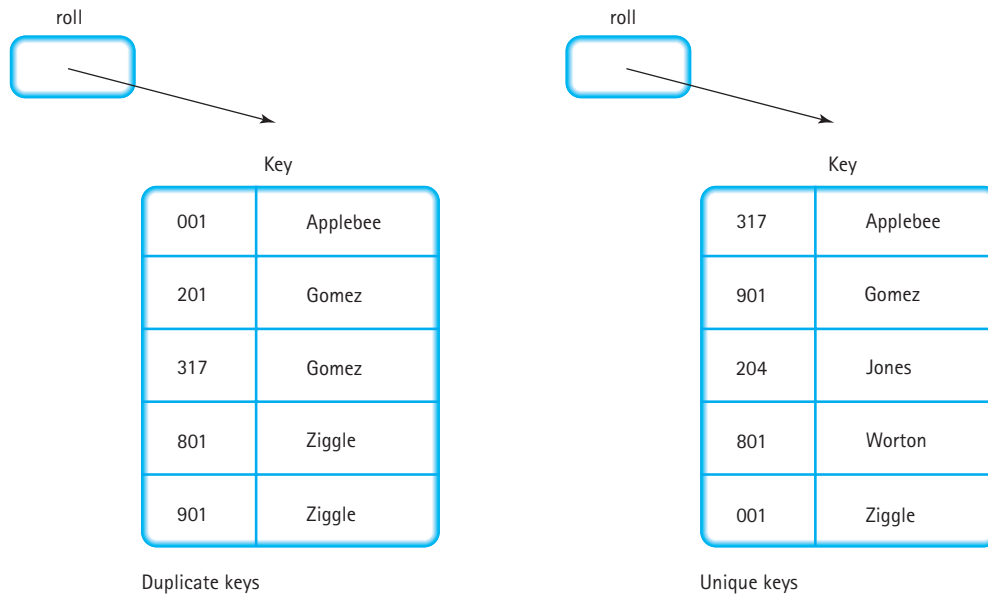 roll
Key
001 Applebee
201 Gomez
317 Gomez
801 Ziggle
901 Ziggle
Duplicate keys
roll
Key
317 Applebee
901 Gomez
204 Jones
801 Worton
001 Ziggle
Unique keys